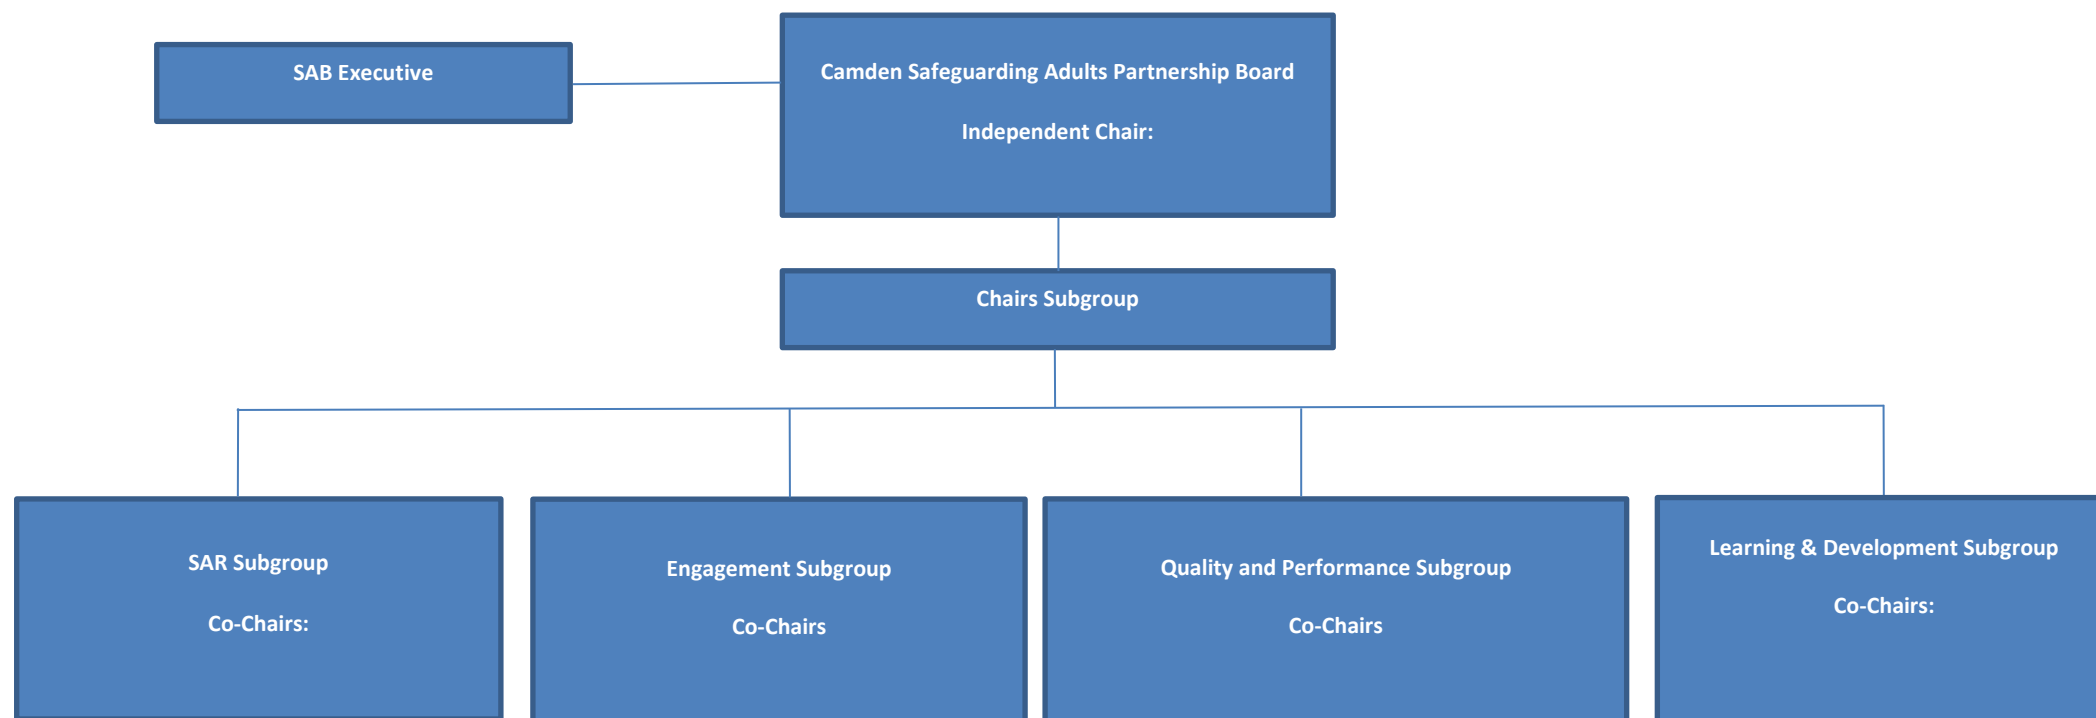 SAB Executive
Camden Safeguarding Adults Partnership Board
Independent Chair:
Chairs Subgroup
SAR Subgroup
Co-Chairs:
Engagement Subgroup
Co-Chairs
Quality and Performance Subgroup
Co-Chairs
Learning & Development Subgroup
Co-Chairs: